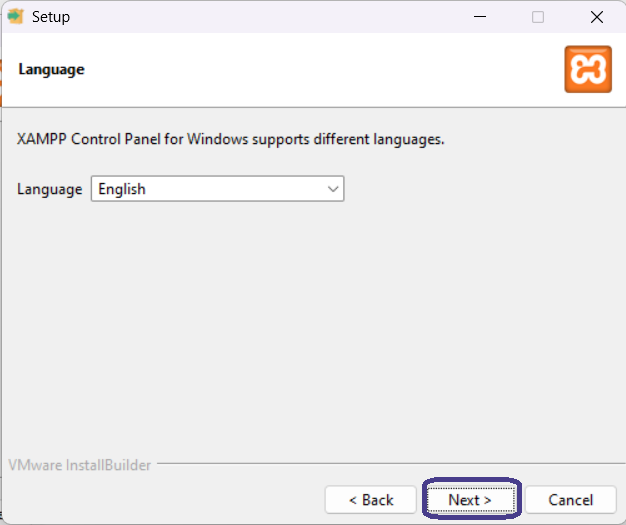 Setup
Language
XAMPP Control Panel for Windows supports different languages.
Language English
VMware InstallBuilder
< Back Next > Cancel